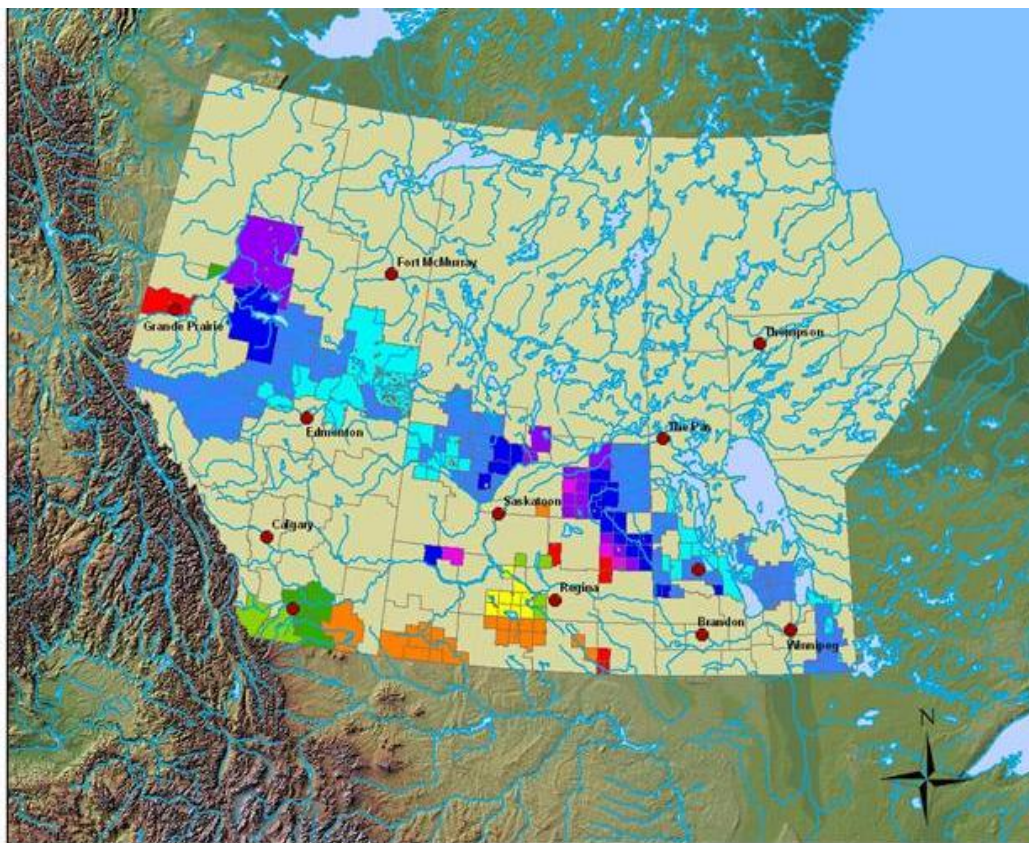 Fort McMurray
Grande Prairie
Thompson
Edmonton
The Pas
Saskatoon
Calgary
Regina
Brandon
Winnipeg
N